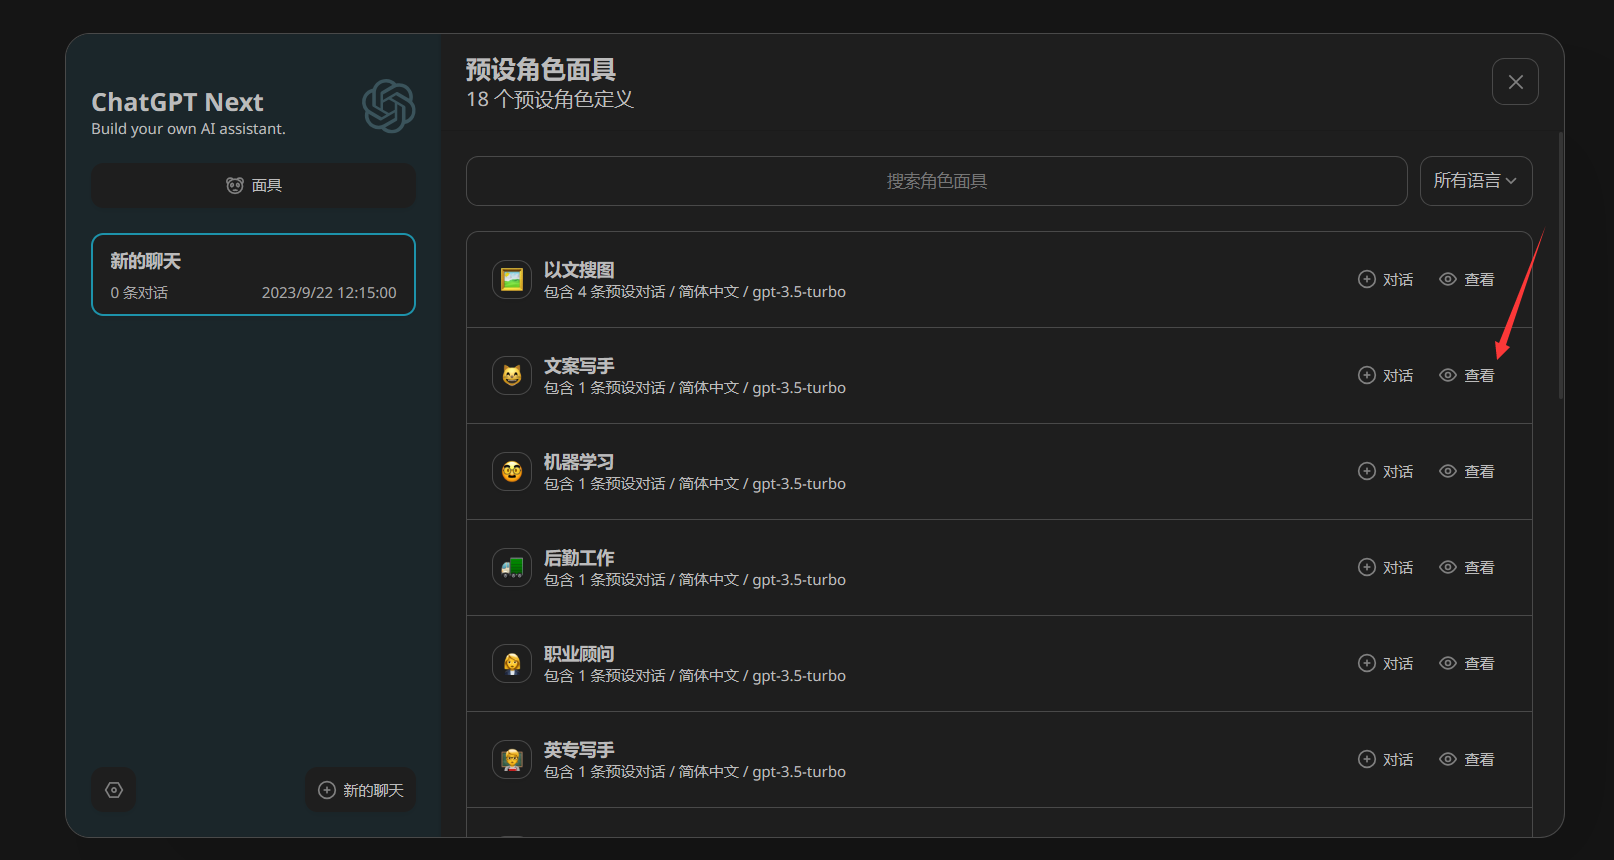 ChatGPT Next
Build your own AI assistant.
面具
新的聊天
0 条对话 2023/9/22 12:15:00
新的聊天
预设角色面具
18 个预设角色定义
搜索角色面具 所有语言
以文搜图
包含 4 条预设对话 / 简体中文 / gpt-3.5-turbo
对话 查看
文案写手
包含 1 条预设对话 / 简体中文 / gpt-3.5-turbo
对话 查看
机器学习
包含 1 条预设对话 / 简体中文 / gpt-3.5-turbo
对话 查看
后勤工作
包含 1 条预设对话 / 简体中文 / gpt-3.5-turbo
对话 查看
职业顾问
包含 1 条预设对话 / 简体中文 / gpt-3.5-turbo
对话 查看
英专写手
包含 1 条预设对话 / 简体中文 / gpt-3.5-turbo
对话 查看